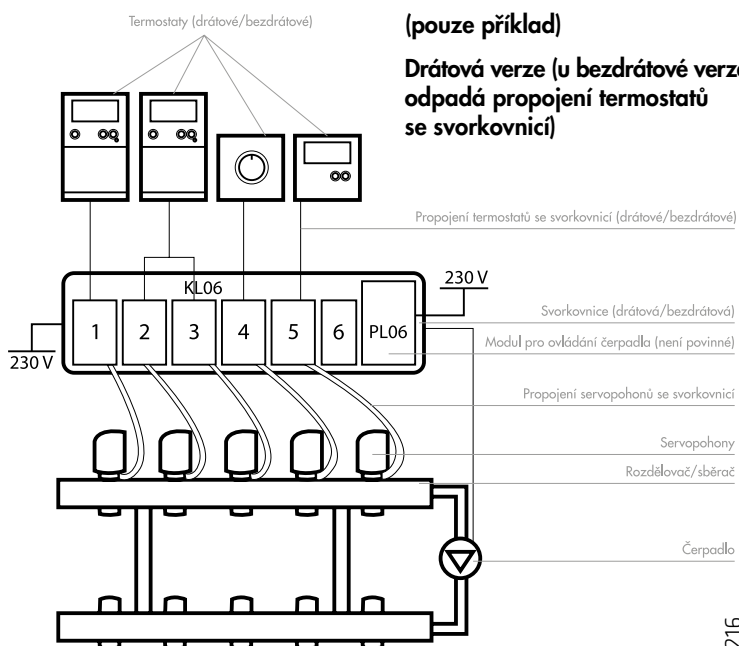 Termostaty (drátové/bezdrátové)
(pouze příklad)
Drátová verze (u bezdrátové verze
odpadá propojení termostatů
se svorkovnicí)
Propojení termostatů se svorkovnicí (drátové/bezdrátové)
KL06
230 V
1
2
3
4
5
6
PL06
230 V
Svorkovnice (drátová/bezdrátová)
Modul pro ovládání čerpadla (není povinné)
Propojení servopohonů se svorkovnicí
Servopohony
Rozdělovač/sběrač
Čerpadlo
216